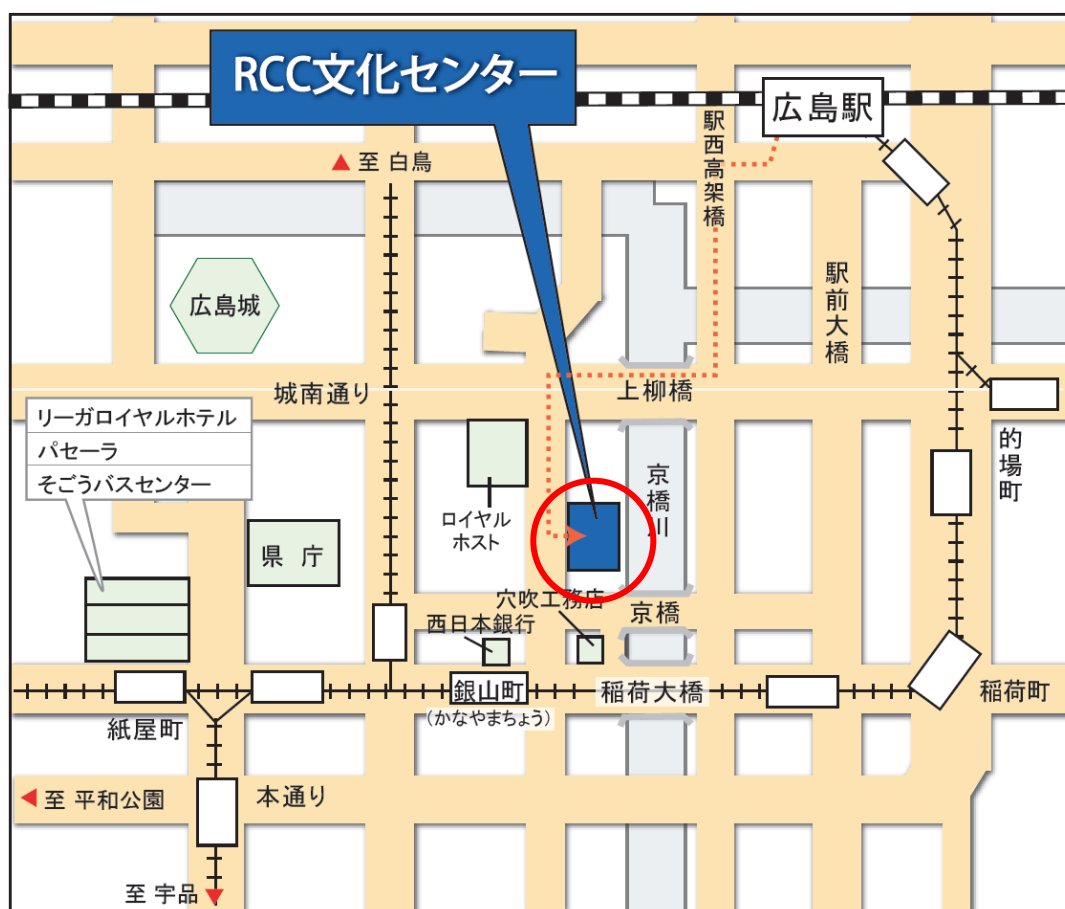 RCC文化センター
広島駅
駅西高架橋
至 白鳥
広島城
駅前大橋
城南通り
上柳橋
リーガロイヤルホテル
パセーラ
そごうバスセンター
的場町
京橋川
ロイヤル
ホスト
県 庁
穴吹工務店
京橋
西日本銀行
銀山町
(かなやまちょう)
稲荷大橋
稲荷町
紙屋町
至 平和公園
本通り
至 宇品